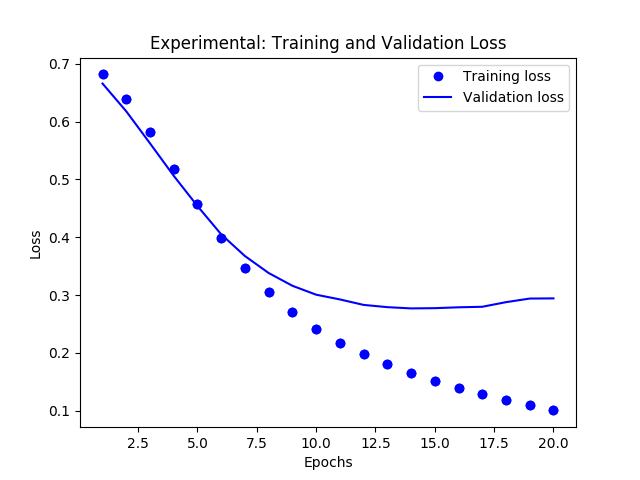 Experimental: Training and Validation Loss
Training loss
Validation loss
Loss
0.7
0.6
0.5
0.4
0.3
0.2
0.1
2.5 5.0 7.5 10.0 12.5 15.0 17.5 20.0
Epochs